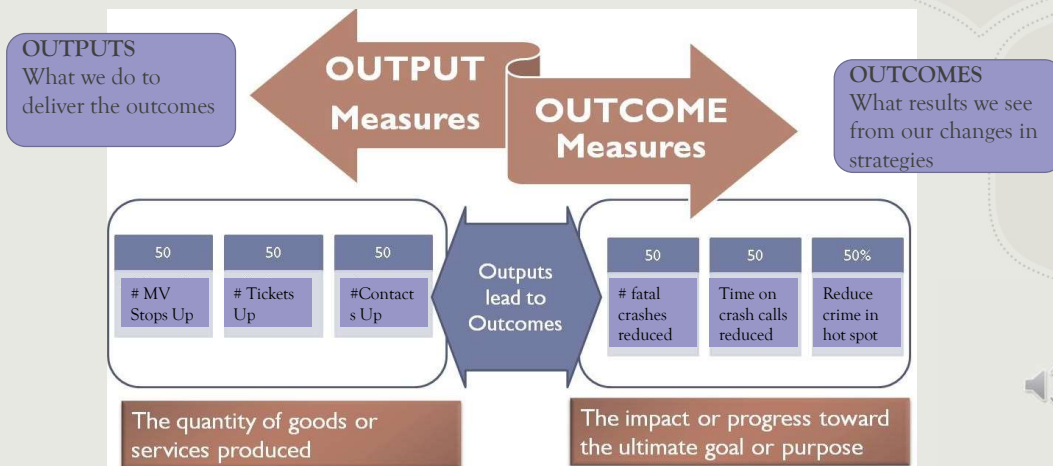 OUTPUTS
What we do to
deliver the outcomes
OUTPUT
Measures
OUTCOME
Measures
OUTCOMES
What results we see
from our changes in
strategies
50
# MV
Stops Up
50
# Tickets
Up
50
#Contact
s Up
Outputs
lead to
Outcomes
50
# fatal
crashes
reduced
50
Time on
crash calls
reduced
50%
Reduce
crime in
hot spot
The quantity of goods or
services produced
The impact or progress toward
the ultimate goal or purpose